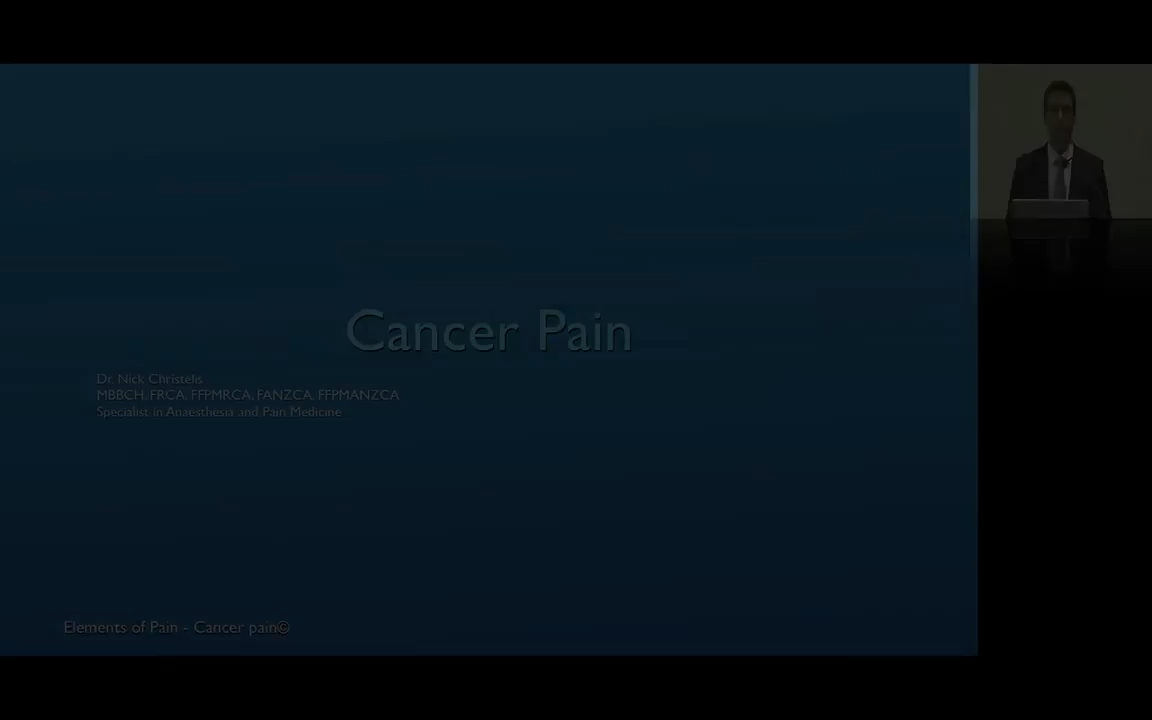 Cancer Pain
Dr. Nick Christelis
MBBCH, FRCA, FFPMRCA, FANZCA, FFPMANZCA
Specialist in Anaesthesia and Pain Medicine
Elements of Pain - Cancer pain©